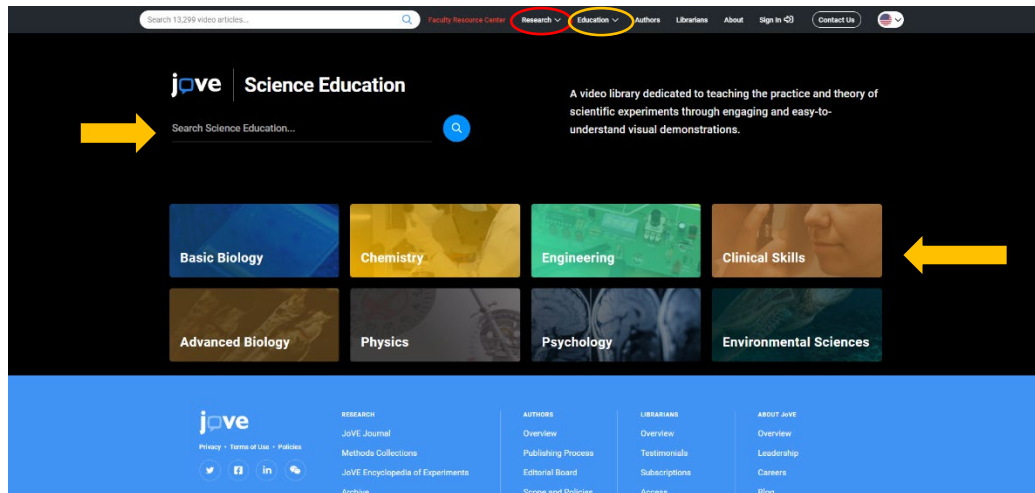 Search 13,299 video articles...
Faculty Resource Center
Research
Education
Authors
Librarians
About
Sign In
Contact Us
jove
Science Education
Search Science Education...
A video library dedicated to teaching the practice and theory of
scientific experiments through engaging and easy-to-
understand visual demonstrations.
Basic Biology
Chemistry
Engineering
Clinical Skills
Advanced Biology
Physics
Psychology
Environmental Sciences
jove
Privacy • Terms of Use • Policies
RESEARCH
JoVE Journal
Methods Collections
JoVE Encyclopedia of Experiments
Archive
AUTHORS
Overview
Publishing Process
Editorial Board
Scope and Policies
LIBRARIANS
Overview
Testimonials
Subscriptions
Access
ABOUT JoVE
Overview
Leadership
Careers
Blog